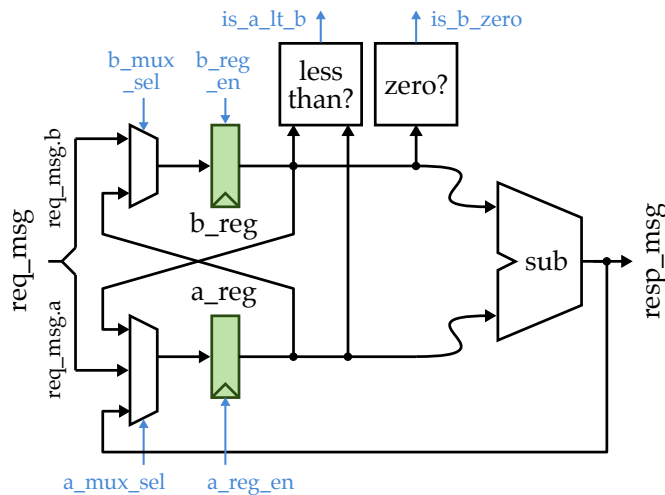 is_a_lt_b
is_b_zero
b_mux
_sel
b_reg
_en
less
than?
zero?
req_msg.b
b_reg
req_msg
sub
resp_msg
a_reg
req_msg.a
a_mux_sel
a_reg_en